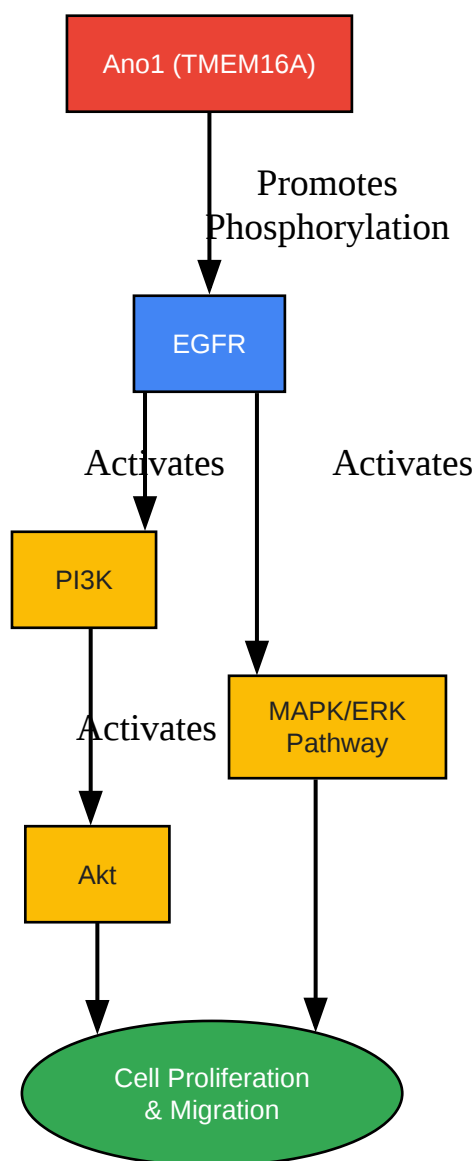 Ano1 (TMEM16A)
Promotes
Phosphorylation
EGFR
Activates
Activates
PI3K
MAPK/ERK
Pathway
Activates
Akt
Cell Proliferation
& Migration